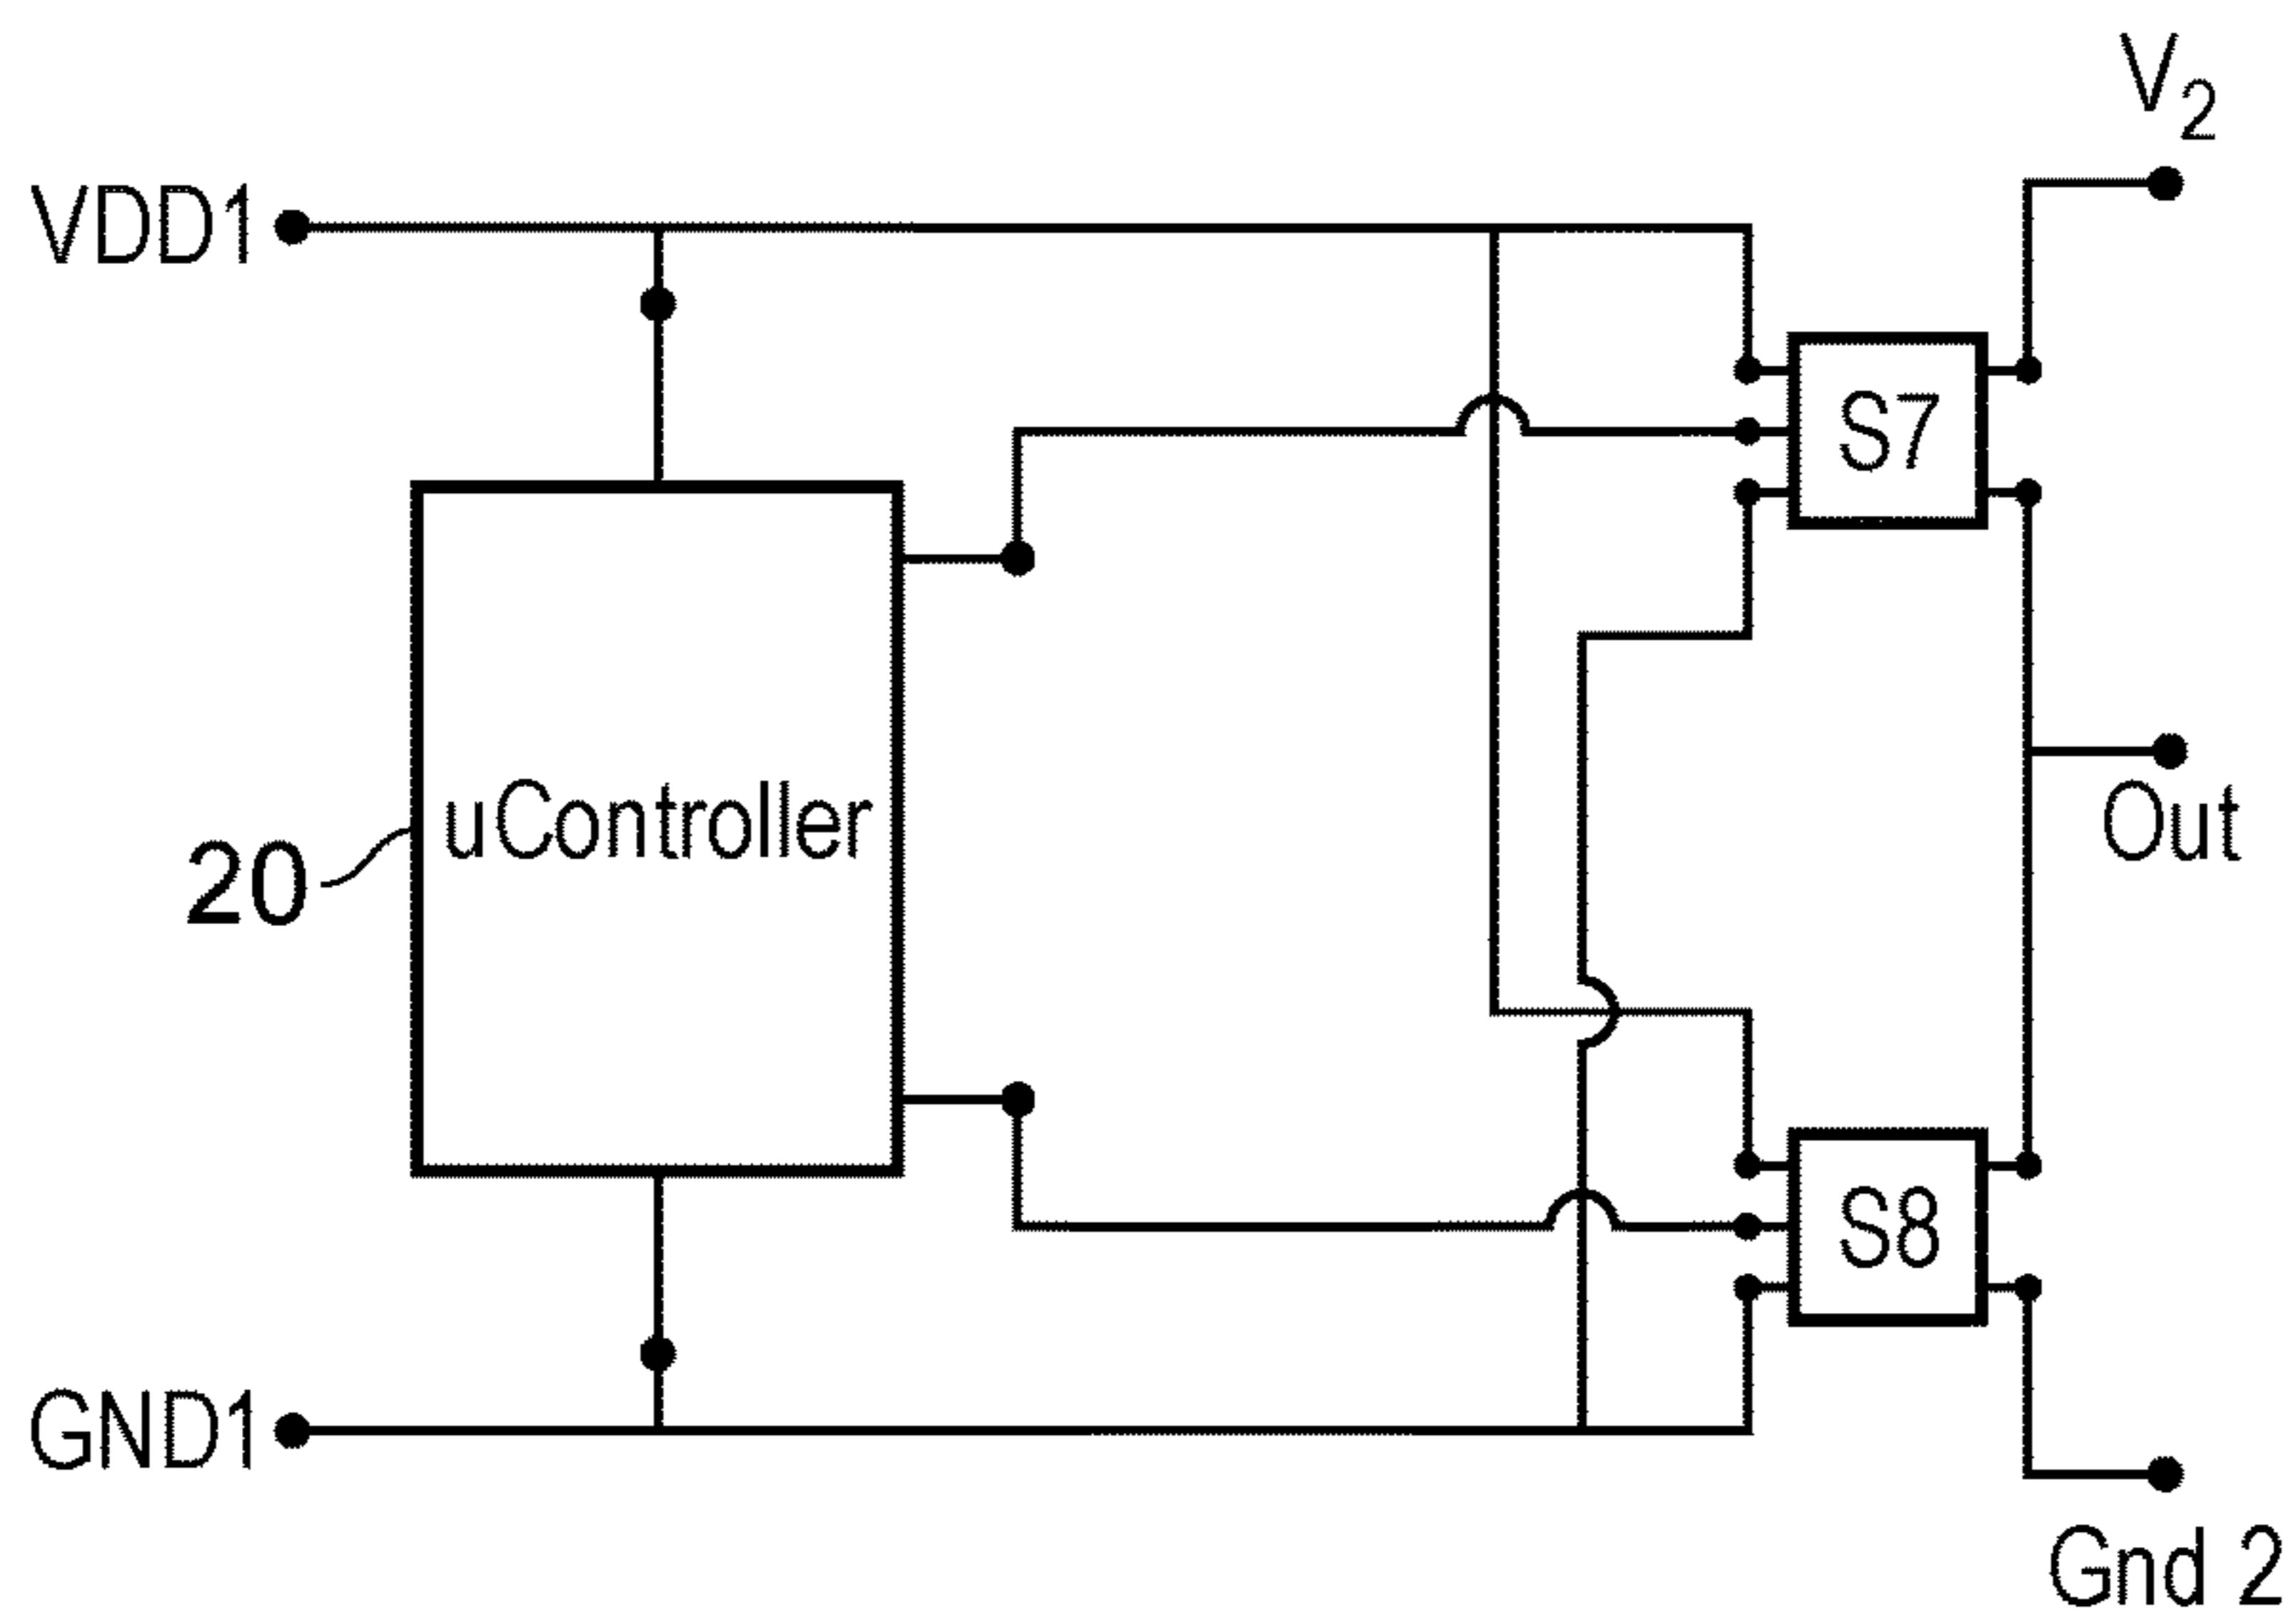 V2
VDD1
S7
uController
Out
20
S8
GND1
Gnd 2